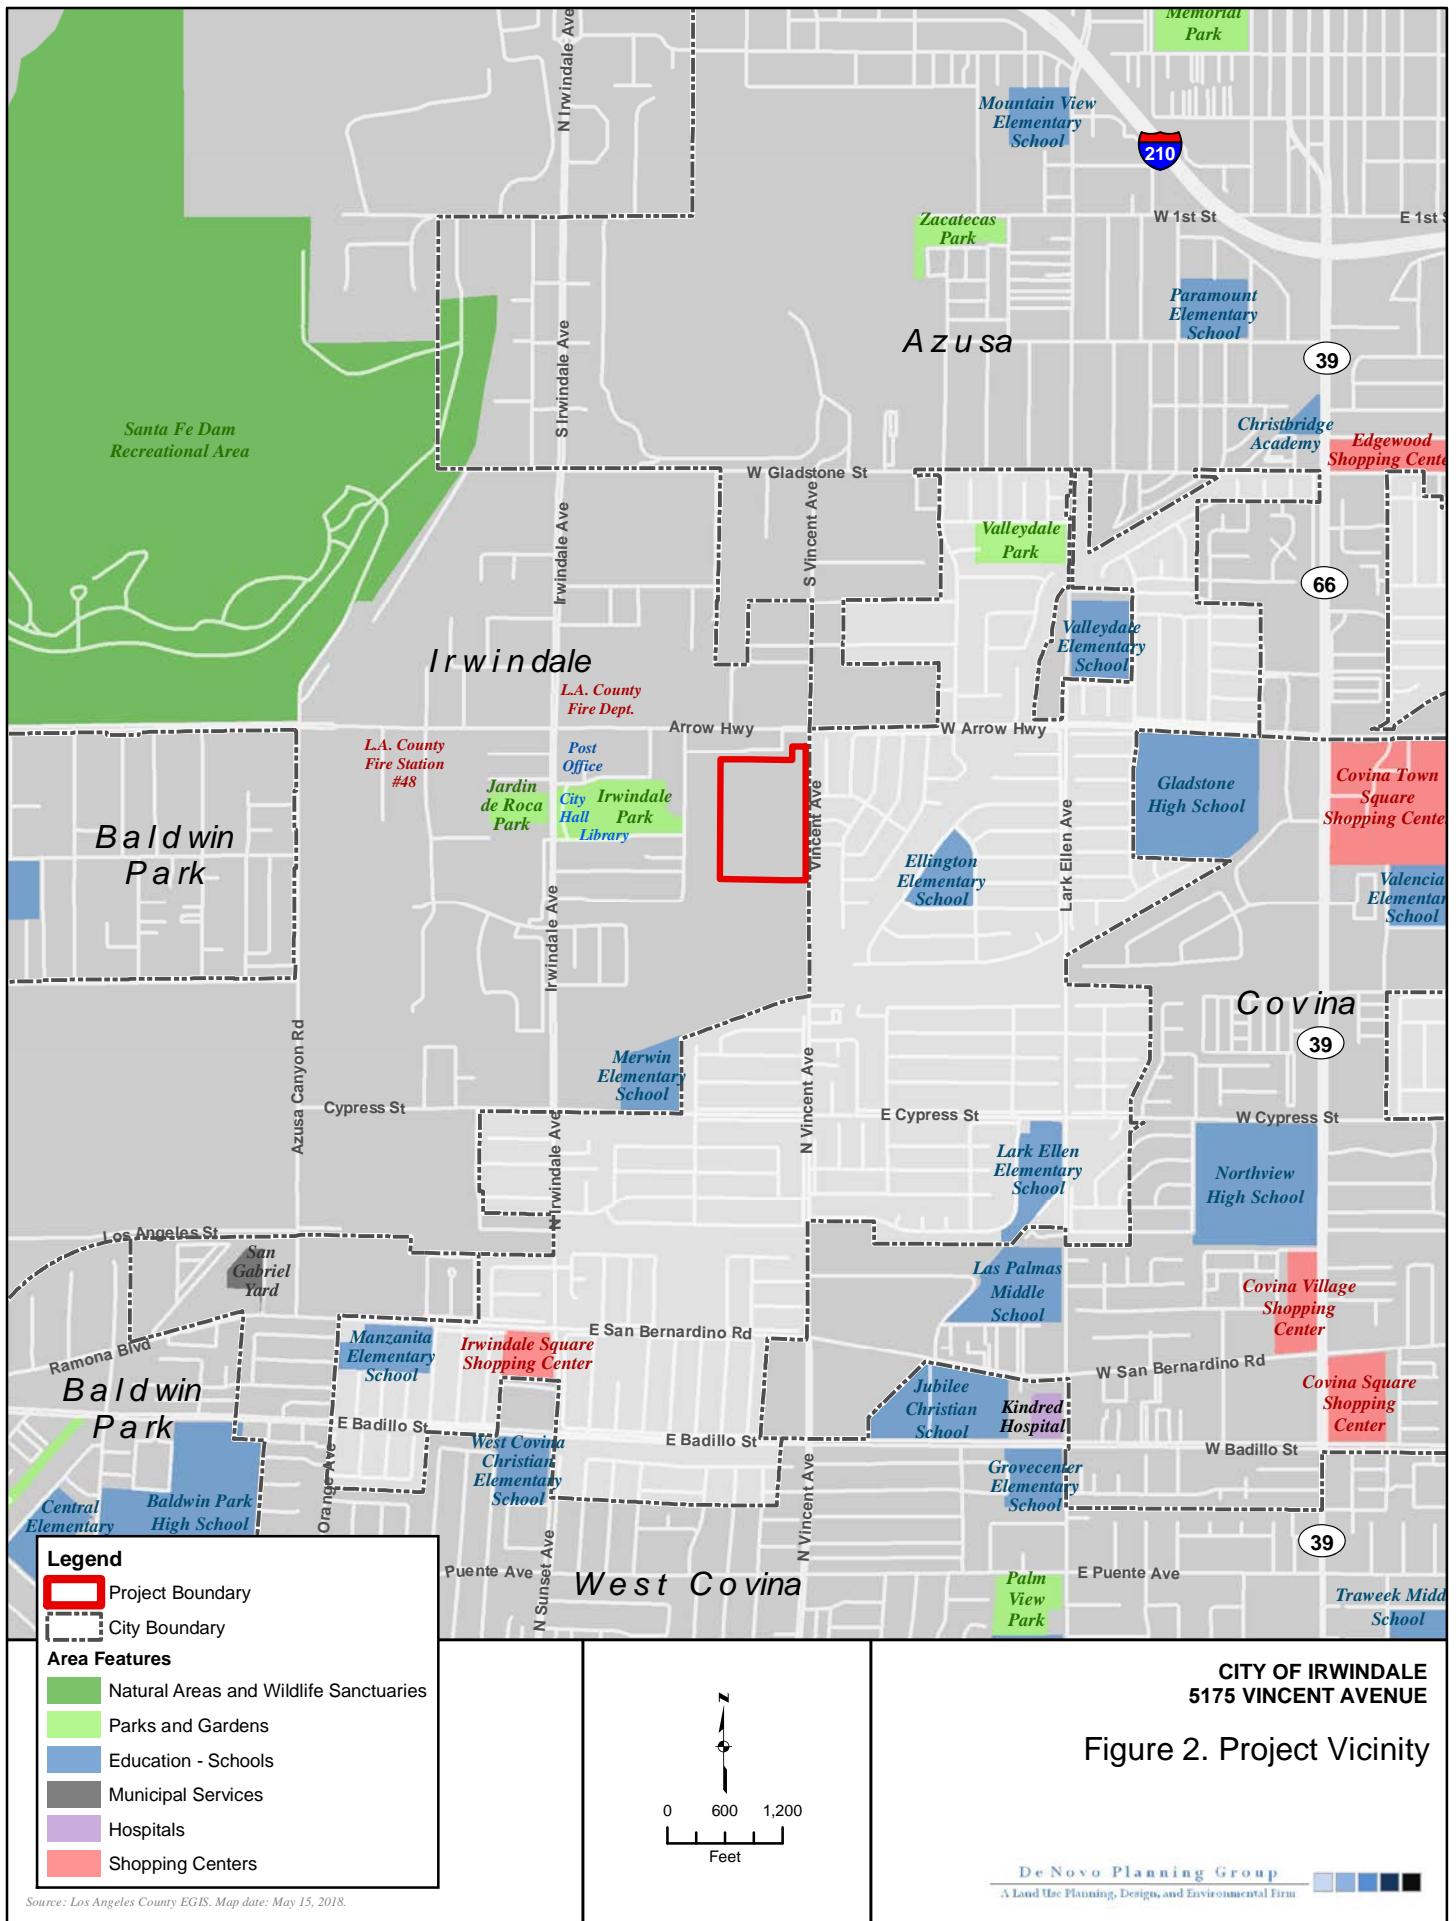 Memorial
Park
N Irwindale Ave
Mountain View
Elementary
School
210
Zacatecas
Park
W 1st St
E 1st
Paramount
Elementary
School
Azusa
39
S Irwindale Ave
Santa Fe Dam
Recreational Area
Christbridge
Academy
Edgewood
Shopping Cente
W Gladstone St
S Vincent Ave
Irwindale Ave
Valleydale
Park
66
Valleydale
Elementary
School
Irwindale
L.A. County
Fire Dept.
Arrow Hwy
W Arrow Hwy
L.A. County
Fire Station
#48
Post
Office
Jardin
de Roca
Park
City
Hall
Library
Irwindale
Park
Vincent Ave
Lark Ellen Ave
Gladstone
High School
Covina Town
Square
Shopping Cente
Baldwin
Park
Ellington
Elementary
School
Valencia
Elementar
School
Irwindale Ave
Covina
39
Azusa Canyon Rd
Merwin
Elementary
School
N Vincent Ave
Cypress St
E Cypress St
W Cypress St
N Irwindale Ave
Lark Ellen
Elementary
School
Northview
High School
Los Angeles St
San
Gabriel
Yard
Las Palmas
Middle
School
Covina Village
Shopping
Center
Ramona Blvd
Manzanita
Elementary
School
E San Bernardino Rd
Irwindale Square
Shopping Center
W San Bernardino Rd
Baldwin
Park
Jubilee
Christian
School
Kindred
Hospital
Covina Square
Shopping
Center
E Badillo St
E Badillo St
W Badillo St
West Covina
Christian
Elementary
School
Grovecenter
Elementary
School
Orange Ave
N Vincent Ave
Central
Elementary
Baldwin Park
High School
39
Puente Ave
N Sunset Ave
West Covina
E Puente Ave
Palm
View
Park
Traweek Midd
School
Legend
Project Boundary
City Boundary
Area Features
Natural Areas and Wildlife Sanctuaries
Parks and Gardens
Education - Schools
Municipal Services
Hospitals
Shopping Centers
Source: Los Angeles County EGIS. Map date: May 15, 2018.
N
0 600 1,200
Feet
CITY OF IRWINDALE
5175 VINCENT AVENUE
Figure 2. Project Vicinity
De Novo Planning Group
A Land Use Planning, Design, and Environmental Firm